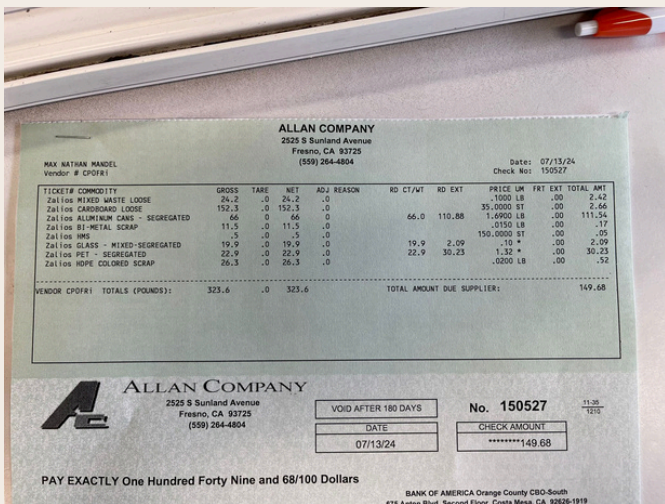 ALLAN COMPANY
2525 S Sunland Avenue
Fresno, CA 93725
(559) 264-4804
MAX NATHAN MANDEL
Vendor # CPOFRi
Date: 07/13/24
Check No: 150527
TICKET# COMMODITY GROSS TARE NET ADJ REASON RD CT/WT RD EXT PRICE UM FRT EXT TOTAL AMT
Zalios MIXED WASTE LOOSE 24.2 .0 24.2 .0 .1000 LB .00 2.42
Zalios CARDBOARD LOOSE 152.3 .0 152.3 .0 35.0000 ST .00 2.66
Zalios ALUMINUM CANS - SEGREGATED 66 0 66 0 66.0 110.88 1.6900 LB .00 111.54
Zalios BI-METAL SCRAP 11.5 .0 11.5 .0 .0150 LB .00 .17
Zalios HMS .5 .0 .5 .0 150.0000 ST .00 .05
Zalios GLASS - MIXED-SEGREGATED 19.9 .0 19.9 .0 19.9 2.09 .10 * .00 2.09
Zalios PET - SEGREGATED 22.9 .0 22.9 .0 22.9 30.23 1.32 * .00 30.23
Zalios HDPE COLORED SCRAP 26.3 .0 26.3 .0 .0200 LB .00 .52
VENDOR CPOFRi TOTALS (POUNDS): 323.6 .0 323.6 TOTAL AMOUNT DUE SUPPLIER: 149.68
AC
ALLAN COMPANY
2525 S Sunland Avenue
Fresno, CA 93725
(559) 264-4804
VOID AFTER 180 DAYS
No. 150527
11-35
1210
DATE
07/13/24
CHECK AMOUNT
********149.68
PAY EXACTLY One Hundred Forty Nine and 68/100 Dollars
BANK OF AMERICA Orange County CBO-South
675 Anton Blvd, Second Floor, Costa Mesa, CA 92626-1919